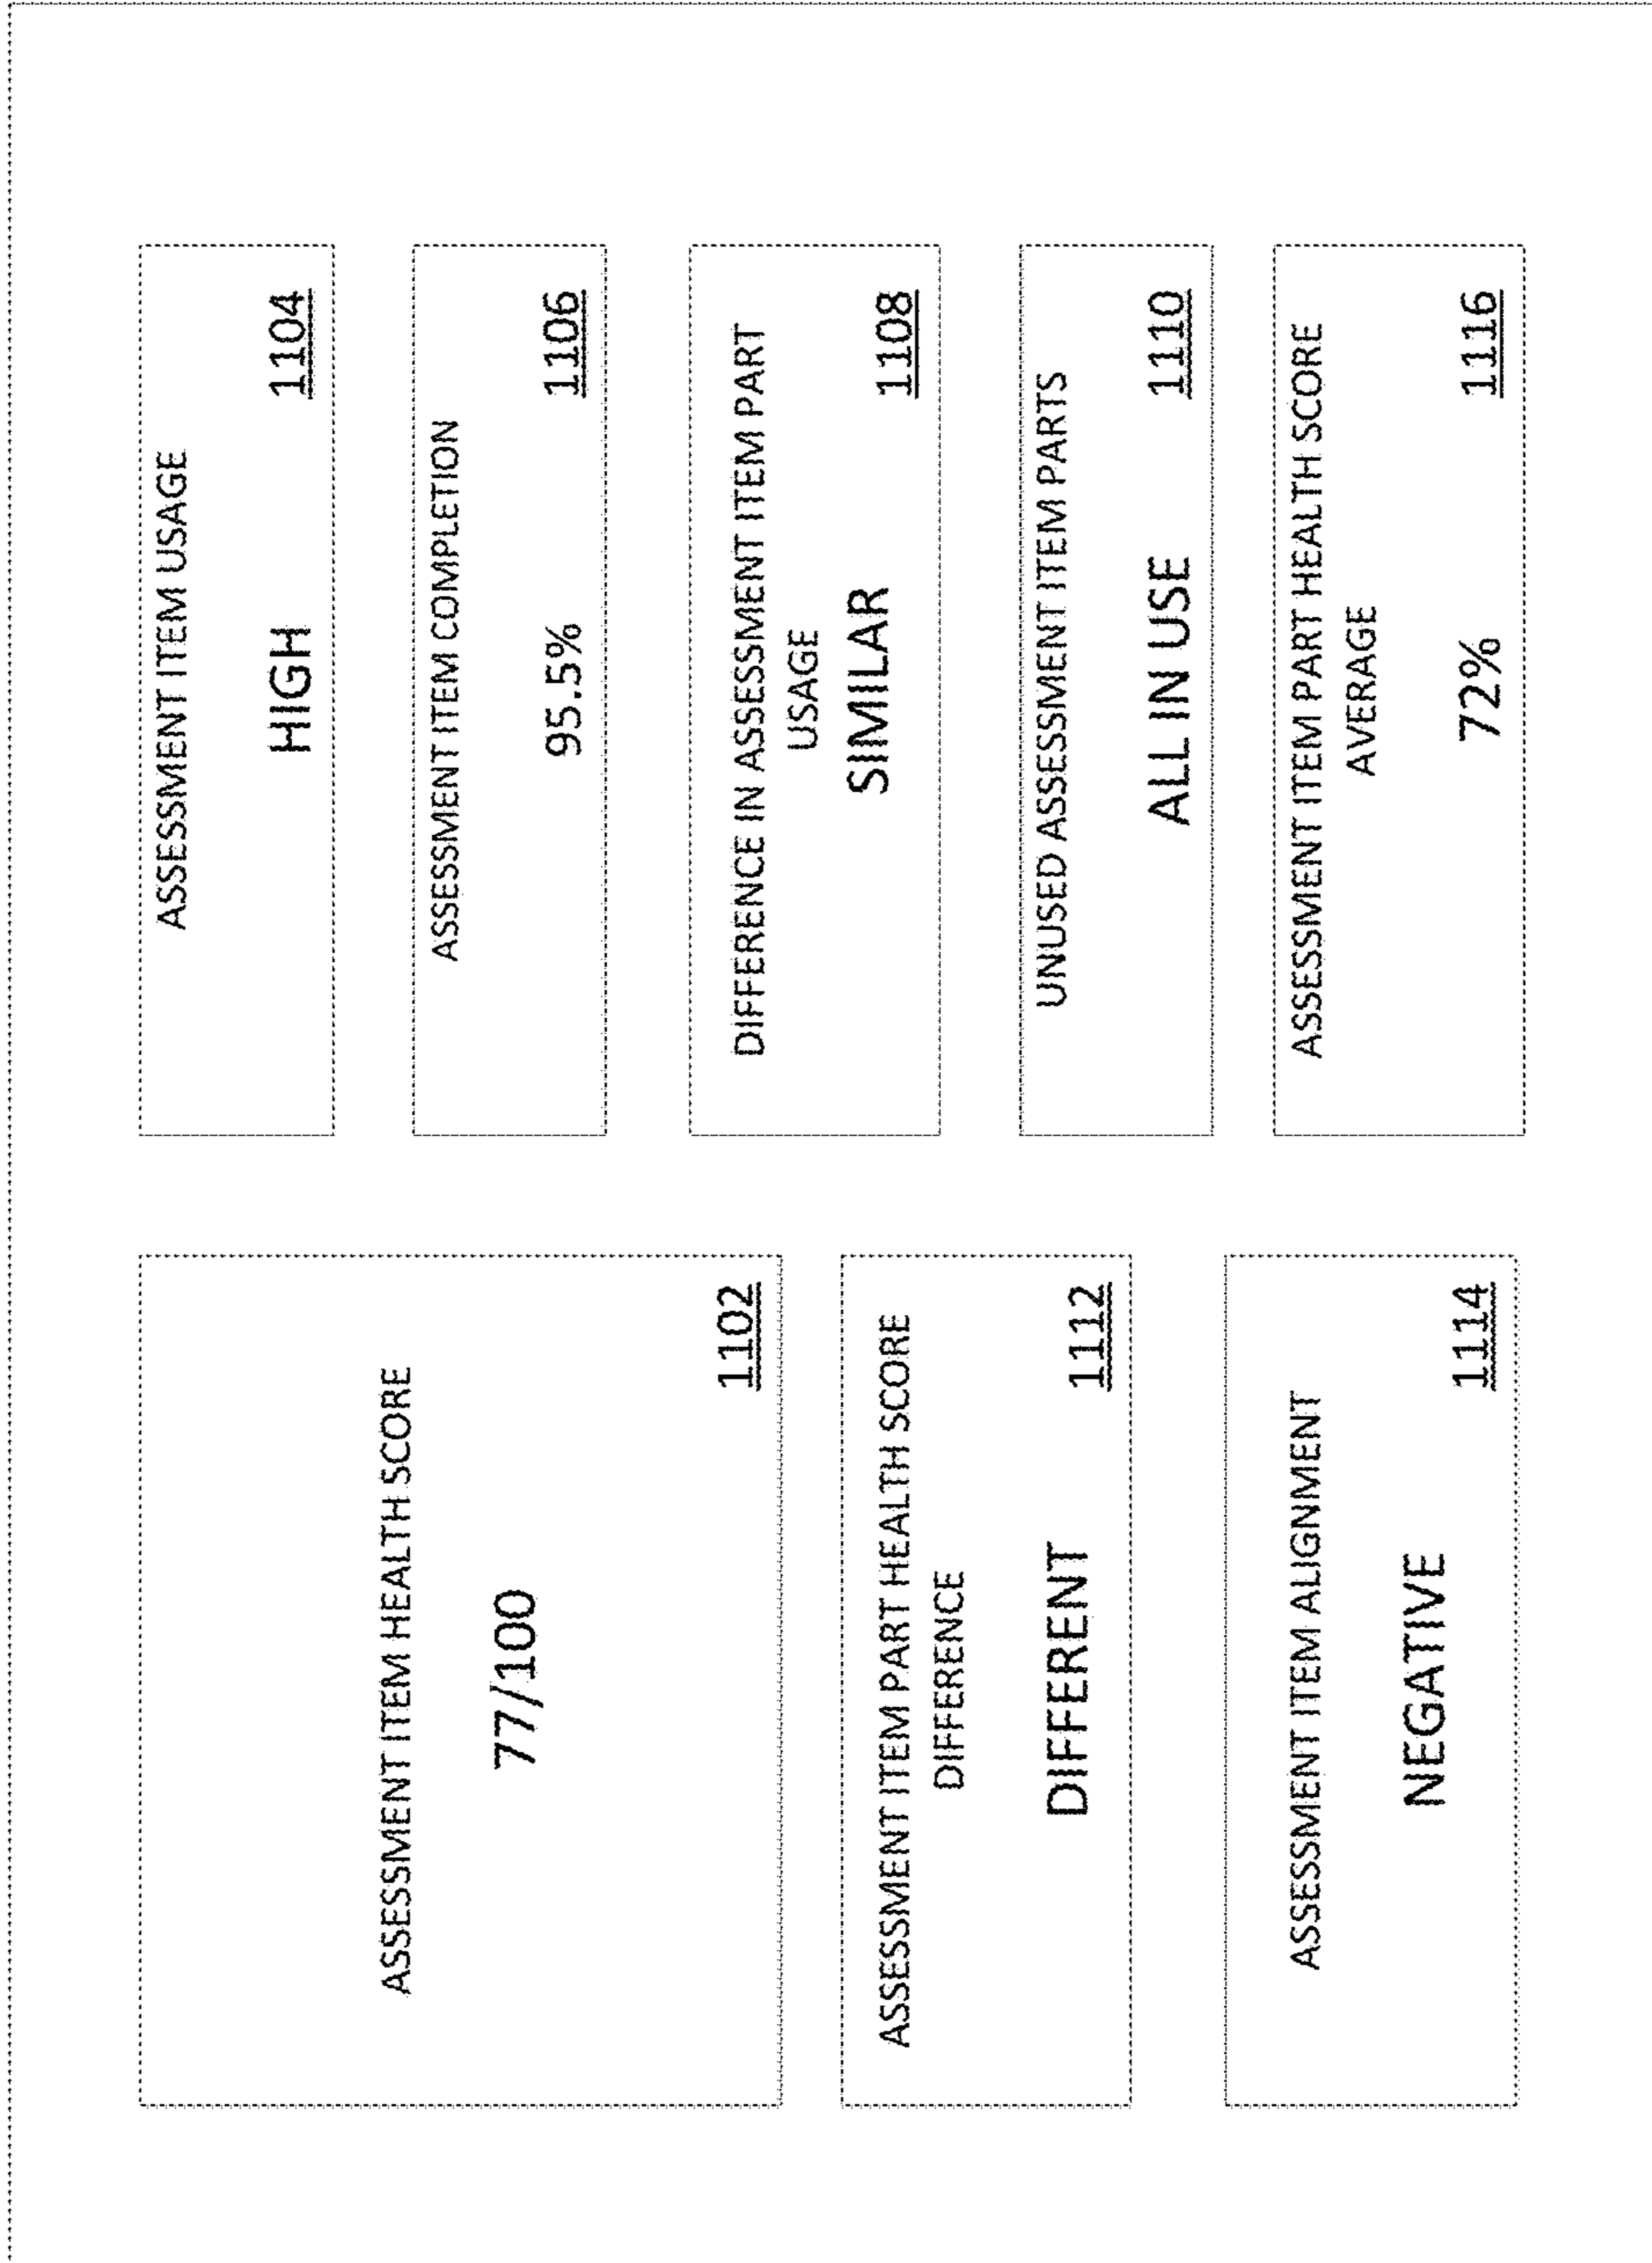 ASSESSMENT ITEM HEALTH SCORE
77/100
1102
ASSESSMENT ITEM PART HEALTH SCORE
DIFFERENCE
DIFFERENT
1112
ASSESSMENT ITEM ALIGNMENT
NEGATIVE
1114
ASSESSMENT ITEM USAGE
HIGH
1104
ASSESSMENT ITEM COMPLETION
95.5%
1106
DIFFERENCE IN ASSESSMENT ITEM PART
USAGE
SIMILAR
1108
UNUSED ASSESSMENT ITEM PARTS
ALL IN USE
1110
ASSESSMENT ITEM PART HEALTH SCORE
AVERAGE
72%
1116